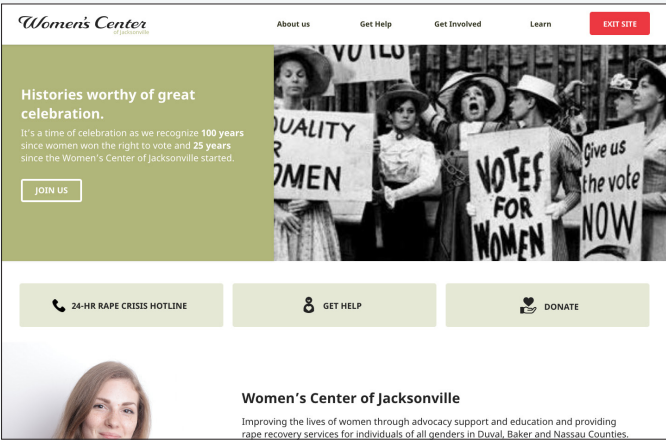 Women's Center
of Jacksonville
About us
Get Help
Get Involved
Learn
EXIT SITE
Histories worthy of great
celebration.
It's a time of celebration as we recognize 100 years
since women won the right to vote and 25 years
since the Women's Center of Jacksonville started.
JOIN US
VOTES
QUALITY
R
OMEN
VOTES
FOR
WOMEN
Give us
the vote
NOW
24-HR RAPE CRISIS HOTLINE
GET HELP
DONATE
Women's Center of Jacksonville
Improving the lives of women through advocacy support and education and providing
rape recovery services for individuals of all genders in Duval, Baker and Nassau Counties.